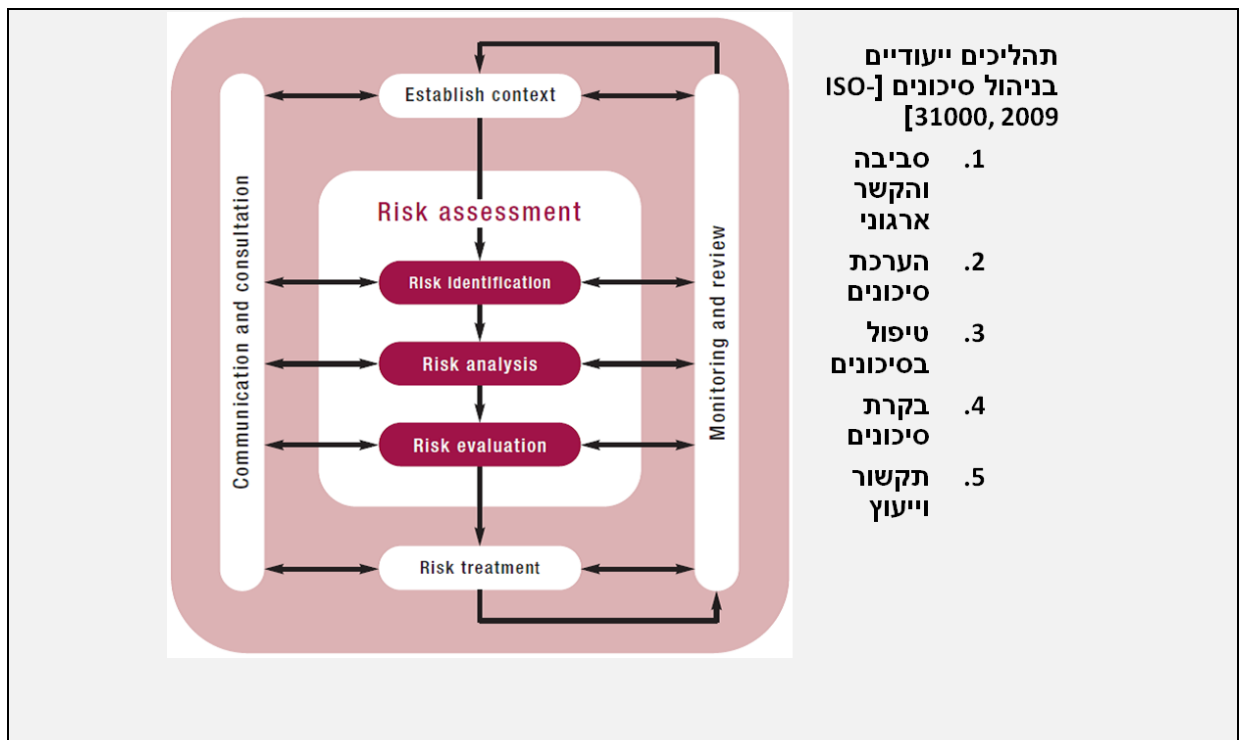 תהליכים ייעודיים
בניהול סיכונים [ISO-
31000, 2009]
1. סביבה
והקשר
ארגוני
2. הערכת
סיכונים
3. טיפול
בסיכונים
4. בקרת
סיכונים
5. תקשור
וייעוץ
Establish context
Risk assessment
Risk identification
Risk analysis
Risk evaluation
Risk treatment
Communication and consultation
Monitoring and review